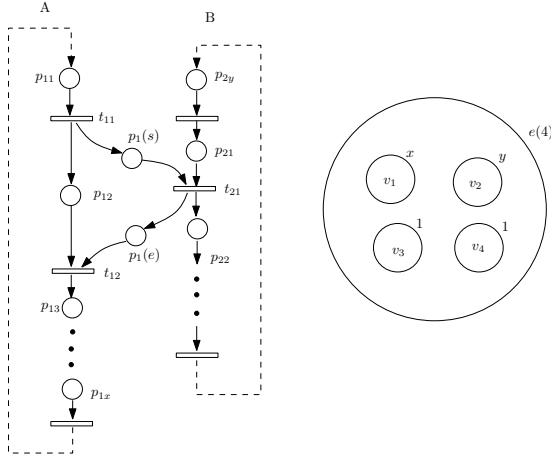 A
B
p₁₁
p₂y
t₁₁
p₁(s)
p₂₁
t₂₁
p₁₂
p₁(e)
p₂₂
t₁₂
p₁₃
p₁ₓ
e(4)
x
y
v₁
v₂
1
1
v₃
v₄